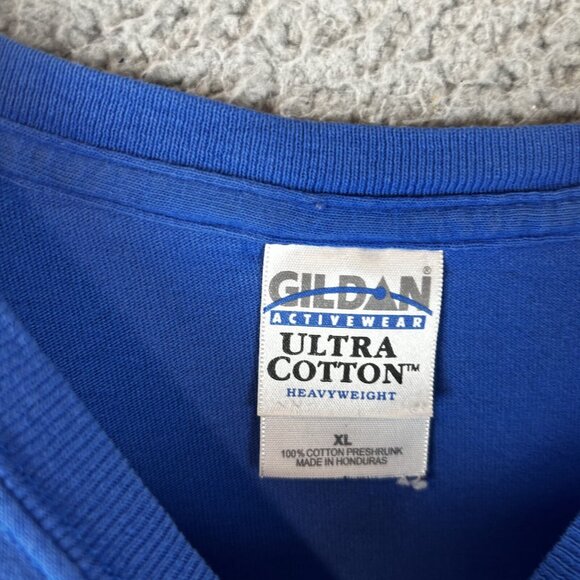 GILDAN®
ACTIVEWEAR
ULTRA
COTTON™
HEAVYWEIGHT
XL
100% COTTON PRESHRUNK
MADE IN HONDURAS